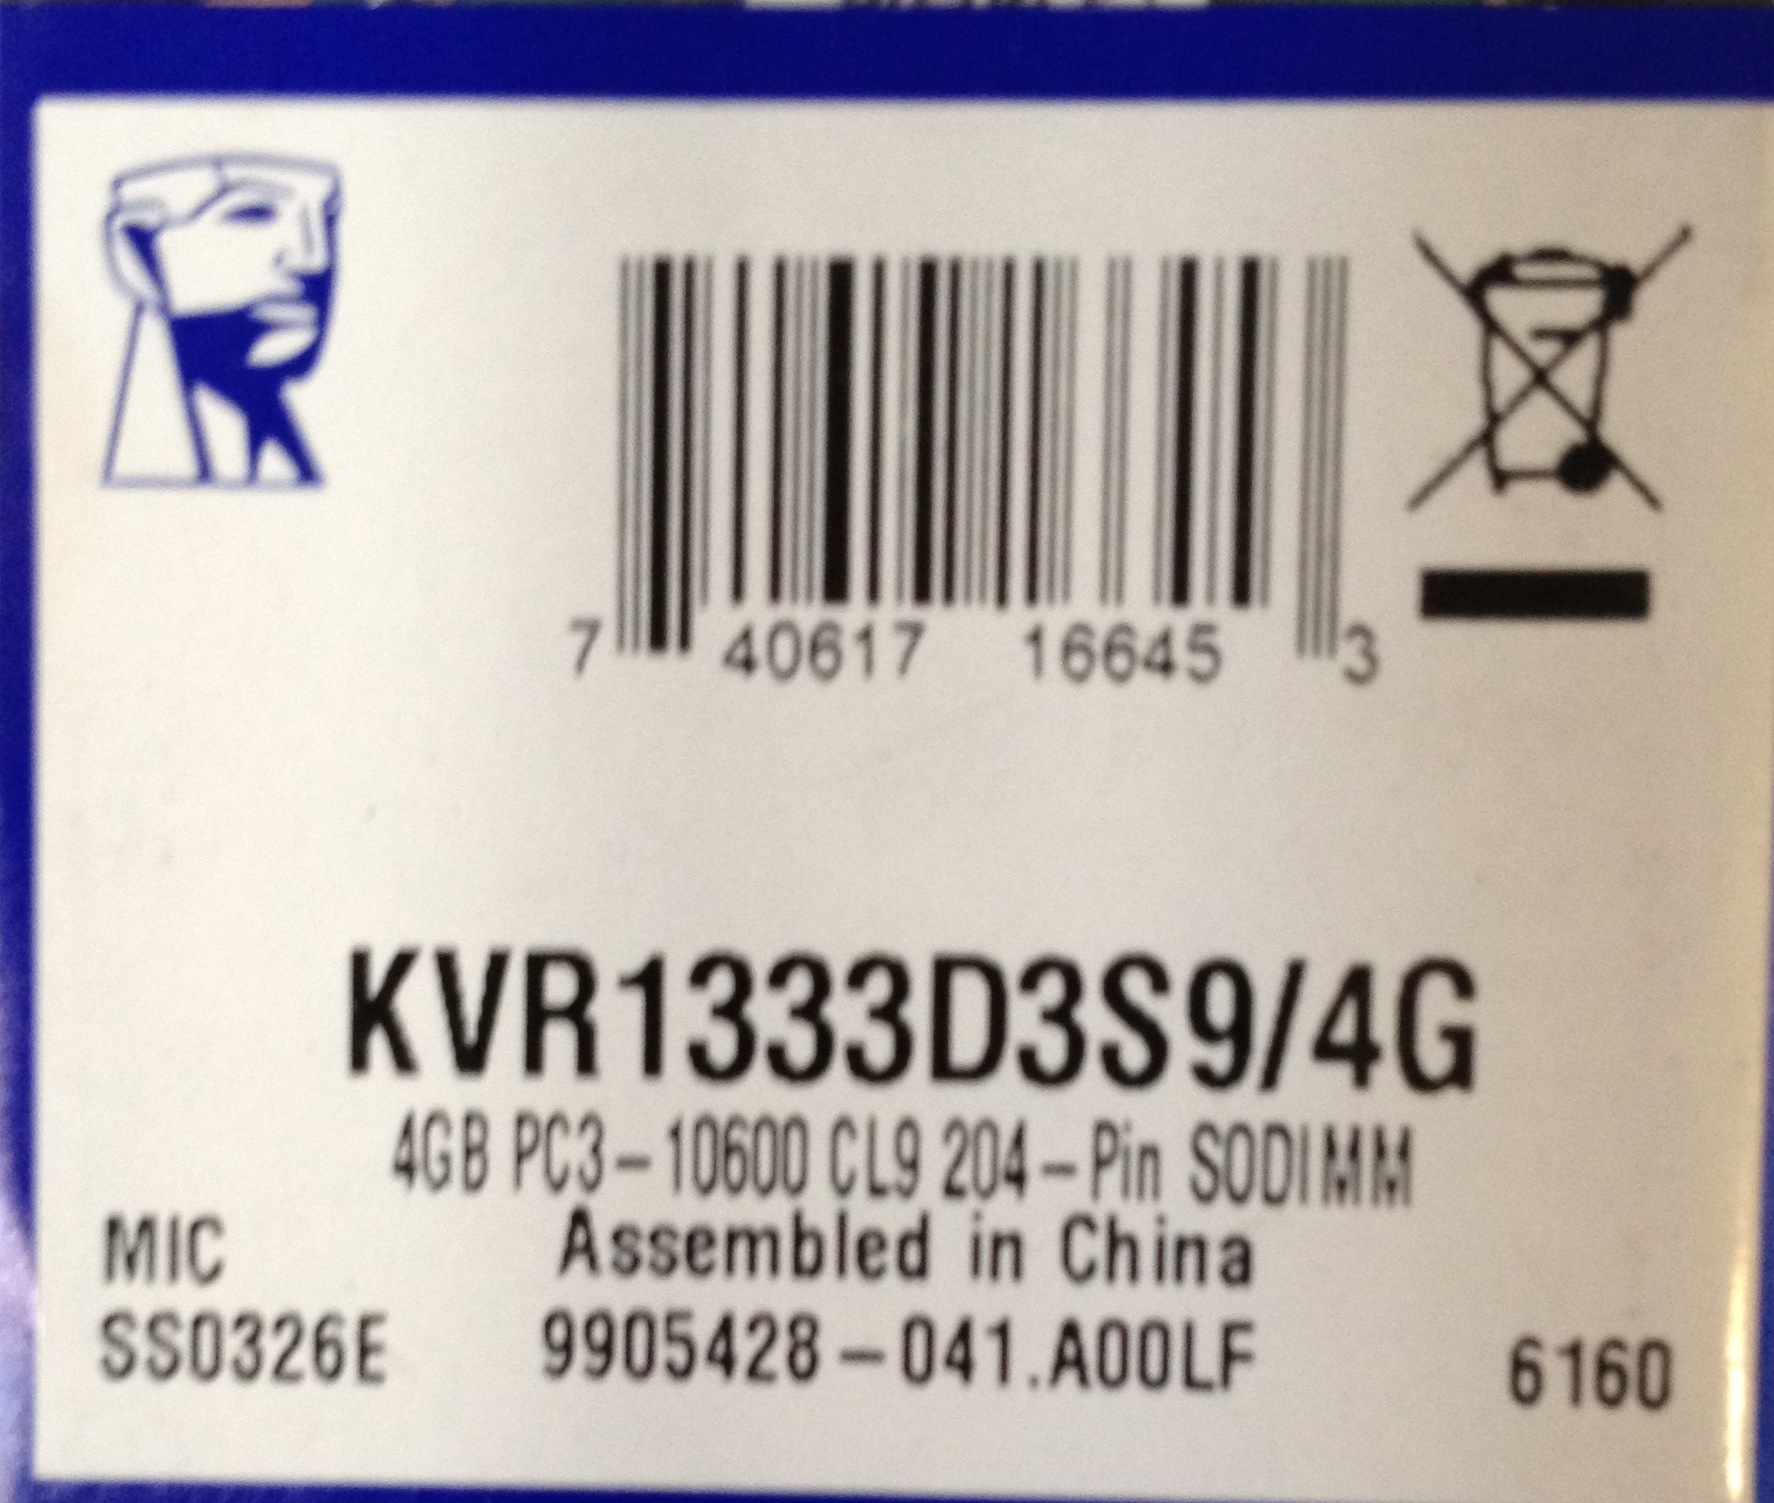 7 40617 16645 3
KVR1333D3S9/4G
4GB PC3-10600 CL9 204-Pin SODIMM
MIC Assembled in China
SS0326E 9905428-041.A00LF 6160